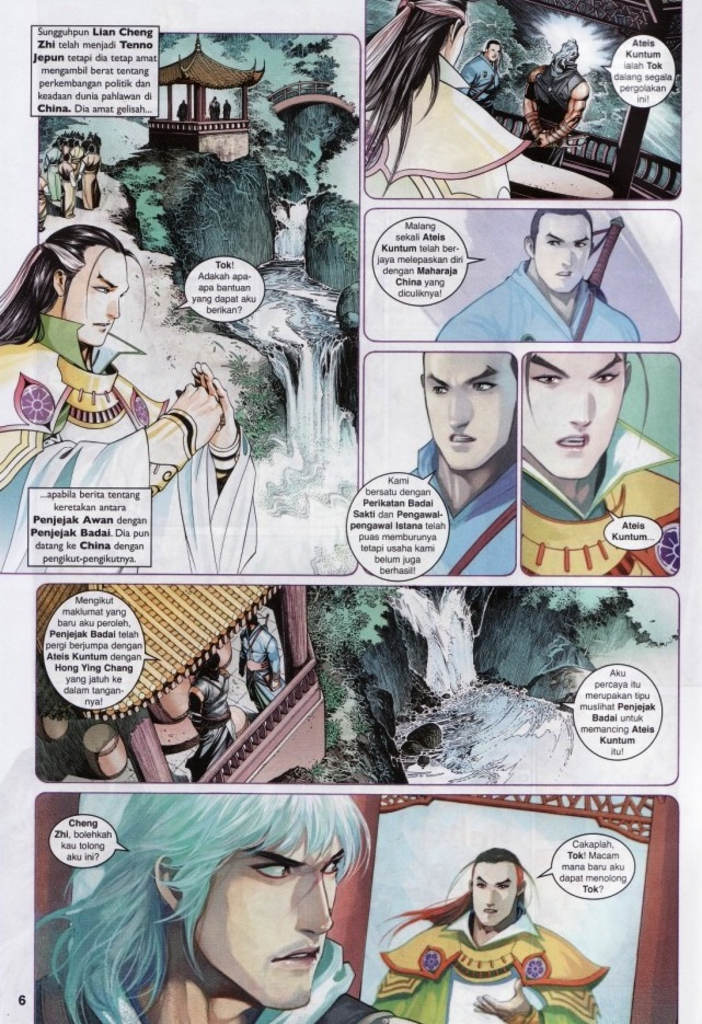 Sungguhpun Lian Cheng
Zhi telah menjadi Tenno
Jepun tetapi dia tetap amat
mengambil berat tentang
perkembangan politik dan
keadaan dunia pahlawan di
China. Dia amat gelisah...
Tok!
Adakah apa-
apa bantuan
yang dapat aku
berikan?
...apabila berita tentang
keretakan antara
Penjejak Awan dengan
Penjejak Badai. Dia pun
datang ke China dengan
pengikut-pengikutnya.
Ateis
Kuntum
ialah Tok
dalang segala
pergolakan
ini!
Malang
sekali Ateis
Kuntum telah ber-
jaya melepaskan diri
dengan Maharaja
China yang
diculiknya!
Kami
bersatu dengan
Perikatan Badai
Sakti dan Pengawal-
pengawal Istana telah
puas memburunya
tetapi usaha kami
belum juga
berhasil!
Ateis
Kuntum...
Mengikut
maklumat yang
baru aku peroleh,
Penjejak Badai telah
pergi berjumpa dengan
Ateis Kuntum dengan
Hong Ying Chang
yang jatuh ke
dalam tangan-
nya!
Aku
percaya itu
merupakan tipu
muslihat Penjejak
Badai untuk
memancing Ateis
Kuntum
itu!
Cheng
Zhi, bolehkah
kau tolong
aku ini?
Cakaplah,
Tok! Macam
mana baru aku
dapat menolong
Tok?
6